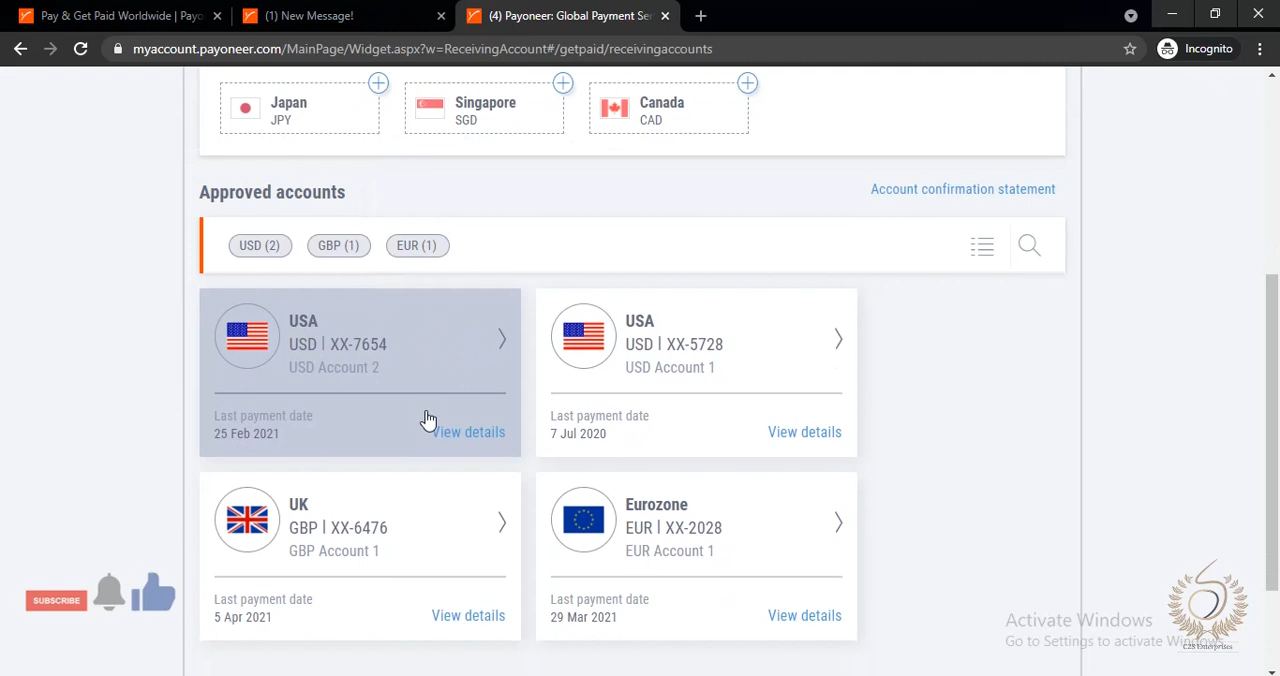 Pay & Get Paid Worldwide | Payo
(1) New Message!
(4) Payoneer: Global Payment Ser
myaccount.payoneer.com/MainPage/Widget.aspx?w=ReceivingAccount#/getpaid/receivingaccounts
Incognito
Japan
JPY
Singapore
SGD
Canada
CAD
Approved accounts
Account confirmation statement
USD (2)
GBP (1)
EUR (1)
USA
USD | XX-7654
USD Account 2
Last payment date
25 Feb 2021
View details
USA
USD | XX-5728
USD Account 1
Last payment date
7 Jul 2020
View details
UK
GBP | XX-6476
GBP Account 1
Last payment date
5 Apr 2021
View details
Eurozone
EUR | XX-2028
EUR Account 1
Last payment date
29 Mar 2021
View details
SUBSCRIBE
Activate Windows
Go to Settings to activate Windows.
C2S Enterprises